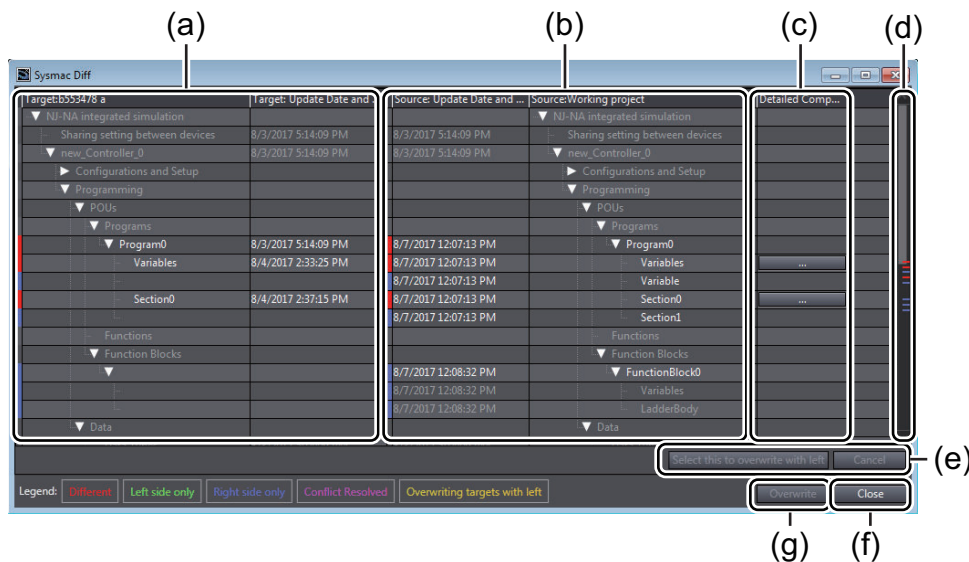 (a) (b) (c) (d)
Sysmac Diff
Target:b553478 a Target: Update Date and Source: Update Date and ... Source:Working project Detailed Comp...
NJ-NA integrated simulation NJ-NA integrated simulation
Sharing setting between devices 8/3/2017 5:14:09 PM 8/3/2017 5:14:09 PM Sharing setting between devices
new_Controller_0 8/3/2017 5:14:09 PM 8/3/2017 5:14:09 PM new_Controller_0
Configurations and Setup Configurations and Setup
Programming Programming
POUs POUs
Programs Programs
Program0 8/3/2017 5:14:09 PM 8/7/2017 12:07:13 PM Program0
Variables 8/4/2017 2:33:25 PM 8/7/2017 12:07:13 PM Variables ...
8/7/2017 12:07:13 PM Variable
Section0 8/4/2017 2:37:15 PM 8/7/2017 12:07:13 PM Section0 ...
8/7/2017 12:07:13 PM Section1
Functions Functions
Function Blocks Function Blocks
8/7/2017 12:08:32 PM FunctionBlock0
8/7/2017 12:08:32 PM Variables
8/7/2017 12:08:32 PM LadderBody
Data Data
Select this to overwrite with left Cancel (e)
Legend: Different Left side only Right side only Conflict Resolved Overwriting targets with left Overwrite Close
(g) (f)